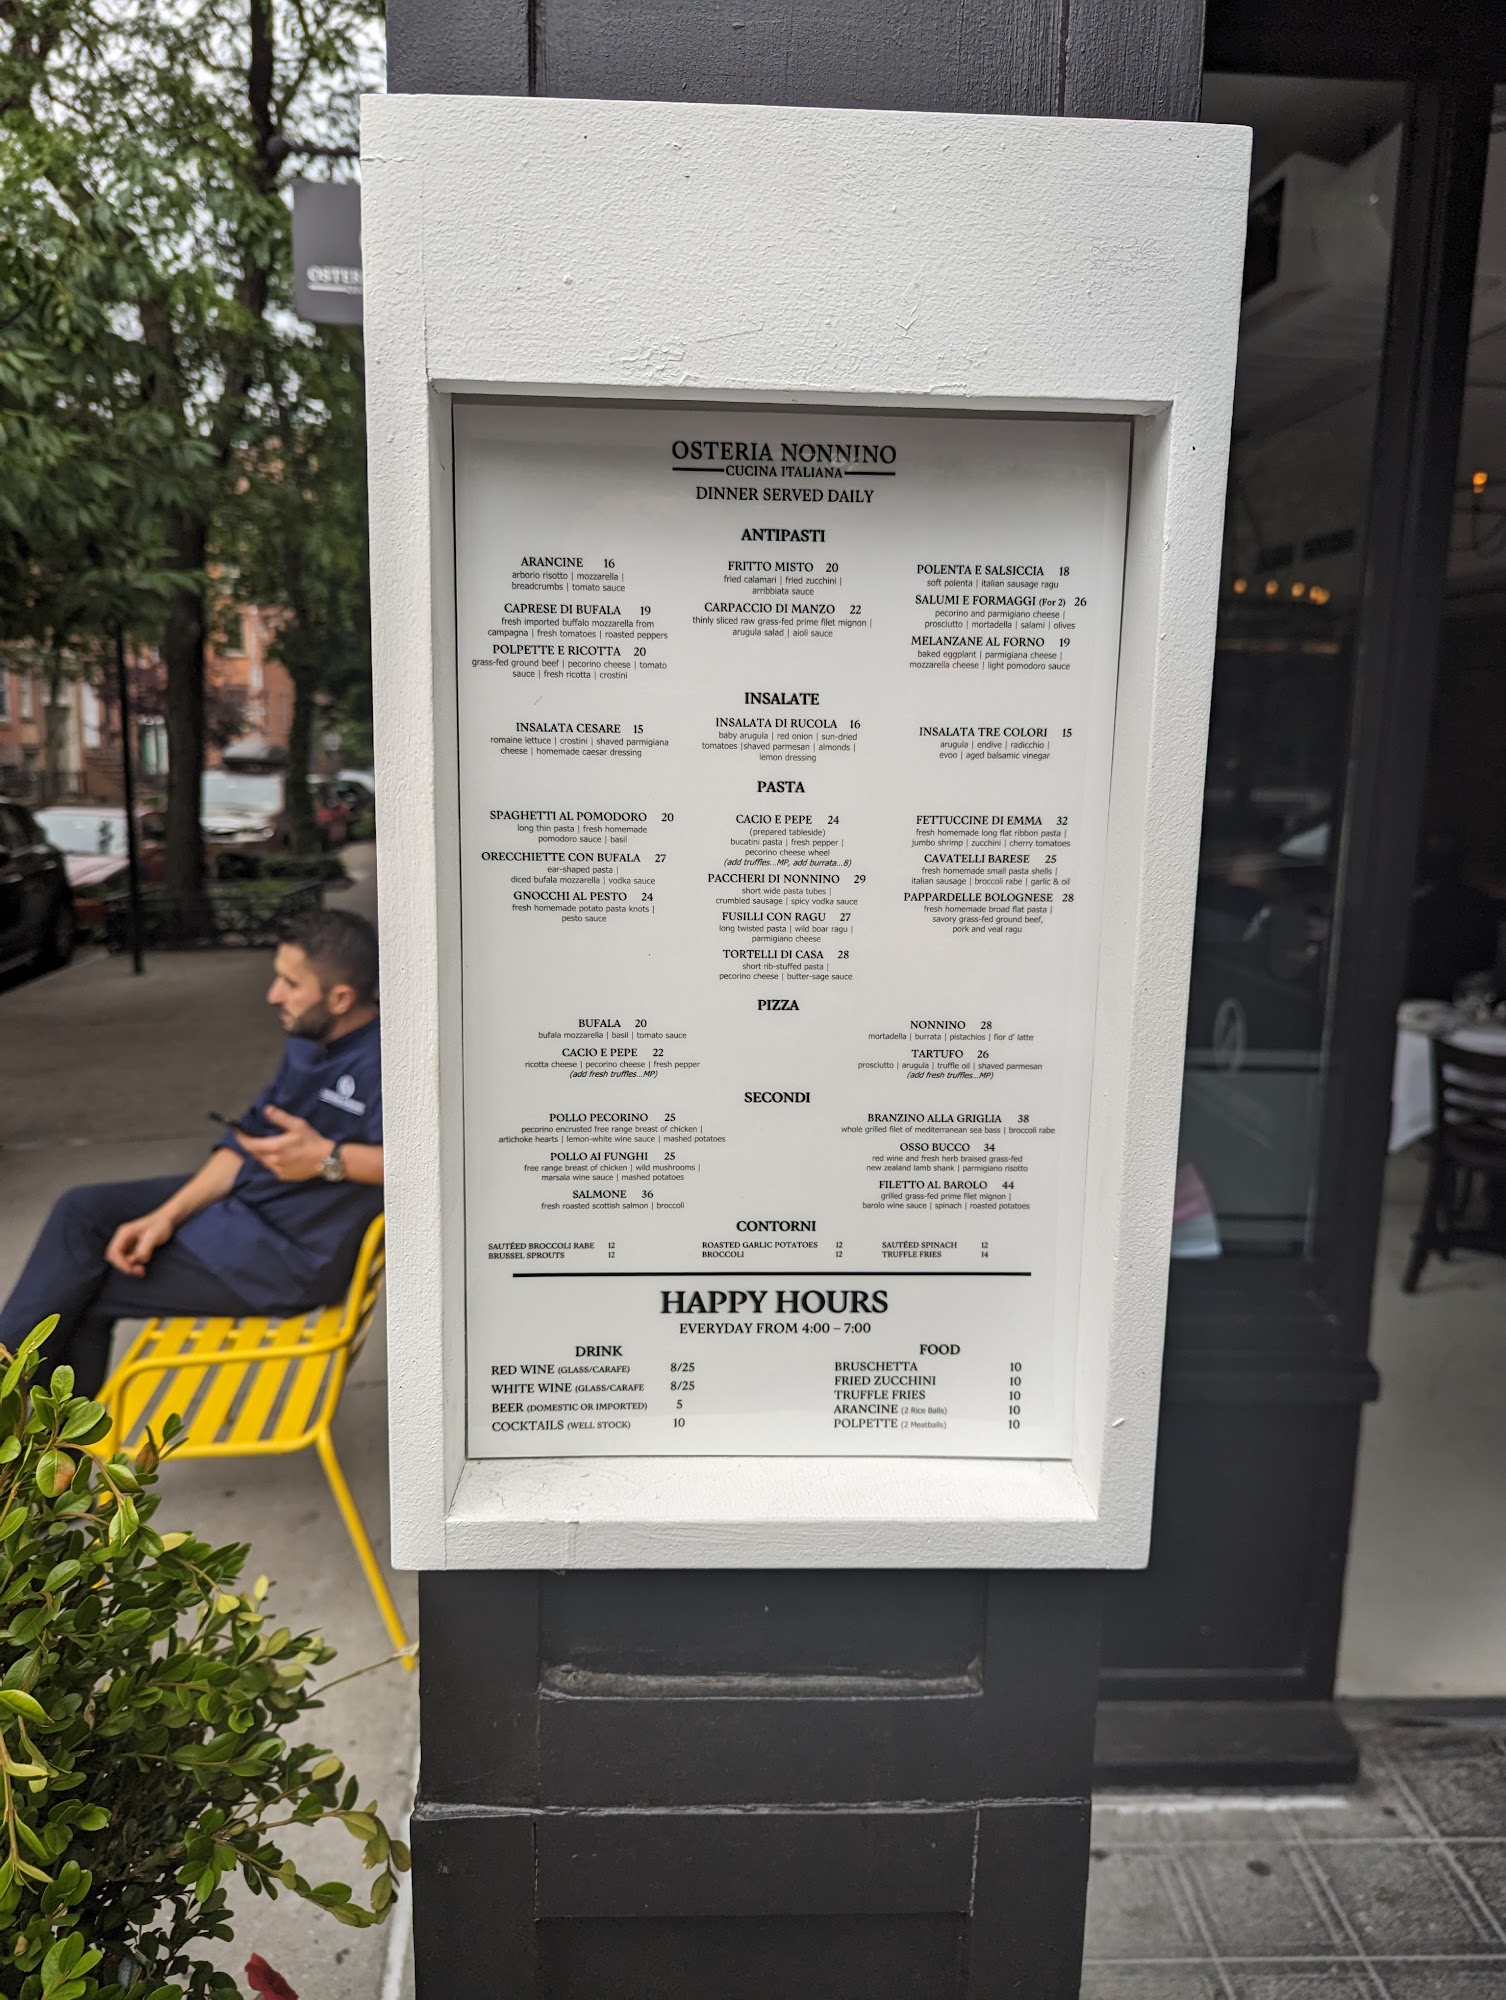 OSTERIA NONNINO
CUCINA ITALIANA
DINNER SERVED DAILY
ANTIPASTI
ARANCINE 16
arborio risotto | mozzarella |
breadcrumbs | tomato sauce
CAPRESE DI BUFALA 19
fresh imported buffalo mozzarella from
campagna | fresh tomatoes | roasted peppers
POLPETTE E RICOTTA 20
grass-fed ground beef | pecorino cheese | tomato
sauce | fresh ricotta | crostini
FRITTO MISTO 20
fried calamari | fried zucchini |
arribbiata sauce
CARPACCIO DI MANZO 22
thinly sliced raw grass-fed prime filet mignon |
arugula salad | aioli sauce
POLENTA E SALSICCIA 18
soft polenta | italian sausage ragu
SALUMI E FORMAGGI (For 2) 26
pecorino and parmigiano cheese |
prosciutto | mortadella | salami | olives
MELANZANE AL FORNO 19
baked eggplant | parmigiana cheese |
mozzarella cheese | light pomodoro sauce
INSALATE
INSALATA CESARE 15
romaine lettuce | crostini | shaved parmigiana
cheese | homemade caesar dressing
INSALATA DI RUCOLA 16
baby arugula | red onion | sun-dried
tomatoes |shaved parmesan | almonds |
lemon dressing
INSALATA TRE COLORI 15
arugula | endive | radicchio |
evoo | aged balsamic vinegar
PASTA
SPAGHETTI AL POMODORO 20
long thin pasta | fresh homemade
pomodoro sauce | basil
ORECCHIETTE CON BUFALA 27
ear-shaped pasta |
diced bufala mozzarella | vodka sauce
GNOCCHI AL PESTO 24
fresh homemade potato pasta knots |
pesto sauce
CACIO E PEPE 24
(prepared tableside)
bucatini pasta | fresh pepper |
pecorino cheese wheel
(add truffles...MP, add burrata...8)
PACCHERI DI NONNINO 29
short wide pasta tubes |
crumbled sausage | spicy vodka sauce
FUSILLI CON RAGU 27
long twisted pasta | wild boar ragu |
parmigiano cheese
TORTELLI DI CASA 28
short rib-stuffed pasta |
pecorino cheese | butter-sage sauce
FETTUCCINE DI EMMA 32
fresh homemade long flat ribbon pasta |
jumbo shrimp | zucchini | cherry tomatoes
CAVATELLI BARESE 25
fresh homemade small pasta shells |
italian sausage | broccoli rabe | garlic & oil
PAPPARDELLE BOLOGNESE 28
fresh homemade broad flat pasta |
savory grass-fed ground beef,
pork and veal ragu
PIZZA
BUFALA 20
bufala mozzarella | basil | tomato sauce
CACIO E PEPE 22
ricotta cheese | pecorino cheese | fresh pepper
(add fresh truffles...MP)
NONNINO 28
mortadella | burrata | pistachios | fior d' latte
TARTUFO 26
prosciutto | arugula | truffle oil | shaved parmesan
(add fresh truffles...MP)
SECONDI
POLLO PECORINO 25
pecorino encrusted free range breast of chicken |
artichoke hearts | lemon-white wine sauce | mashed potatoes
POLLO AI FUNGHI 25
free range breast of chicken | wild mushrooms |
marsala wine sauce | mashed potatoes
SALMONE 36
fresh roasted scottish salmon | broccoli
BRANZINO ALLA GRIGLIA 38
whole grilled filet of mediterranean sea bass | broccoli rabe
OSSO BUCCO 34
red wine and fresh herb braised grass-fed
new zealand lamb shank | parmigiano risotto
FILETTO AL BAROLO 44
grilled grass-fed prime filet mignon |
barolo wine sauce | spinach | roasted potatoes
CONTORNI
SAUTÉED BROCCOLI RABE 12
BRUSSEL SPROUTS 12
ROASTED GARLIC POTATOES 12
BROCCOLI 12
SAUTÉED SPINACH 12
TRUFFLE FRIES 14
HAPPY HOURS
EVERYDAY FROM 4:00 – 7:00
DRINK
RED WINE (GLASS/CARAFE) 8/25
WHITE WINE (GLASS/CARAFE 8/25
BEER (DOMESTIC OR IMPORTED) 5
COCKTAILS (WELL STOCK) 10
FOOD
BRUSCHETTA 10
FRIED ZUCCHINI 10
TRUFFLE FRIES 10
ARANCINE (2 Rice Balls) 10
POLPETTE (2 Meatballs) 10